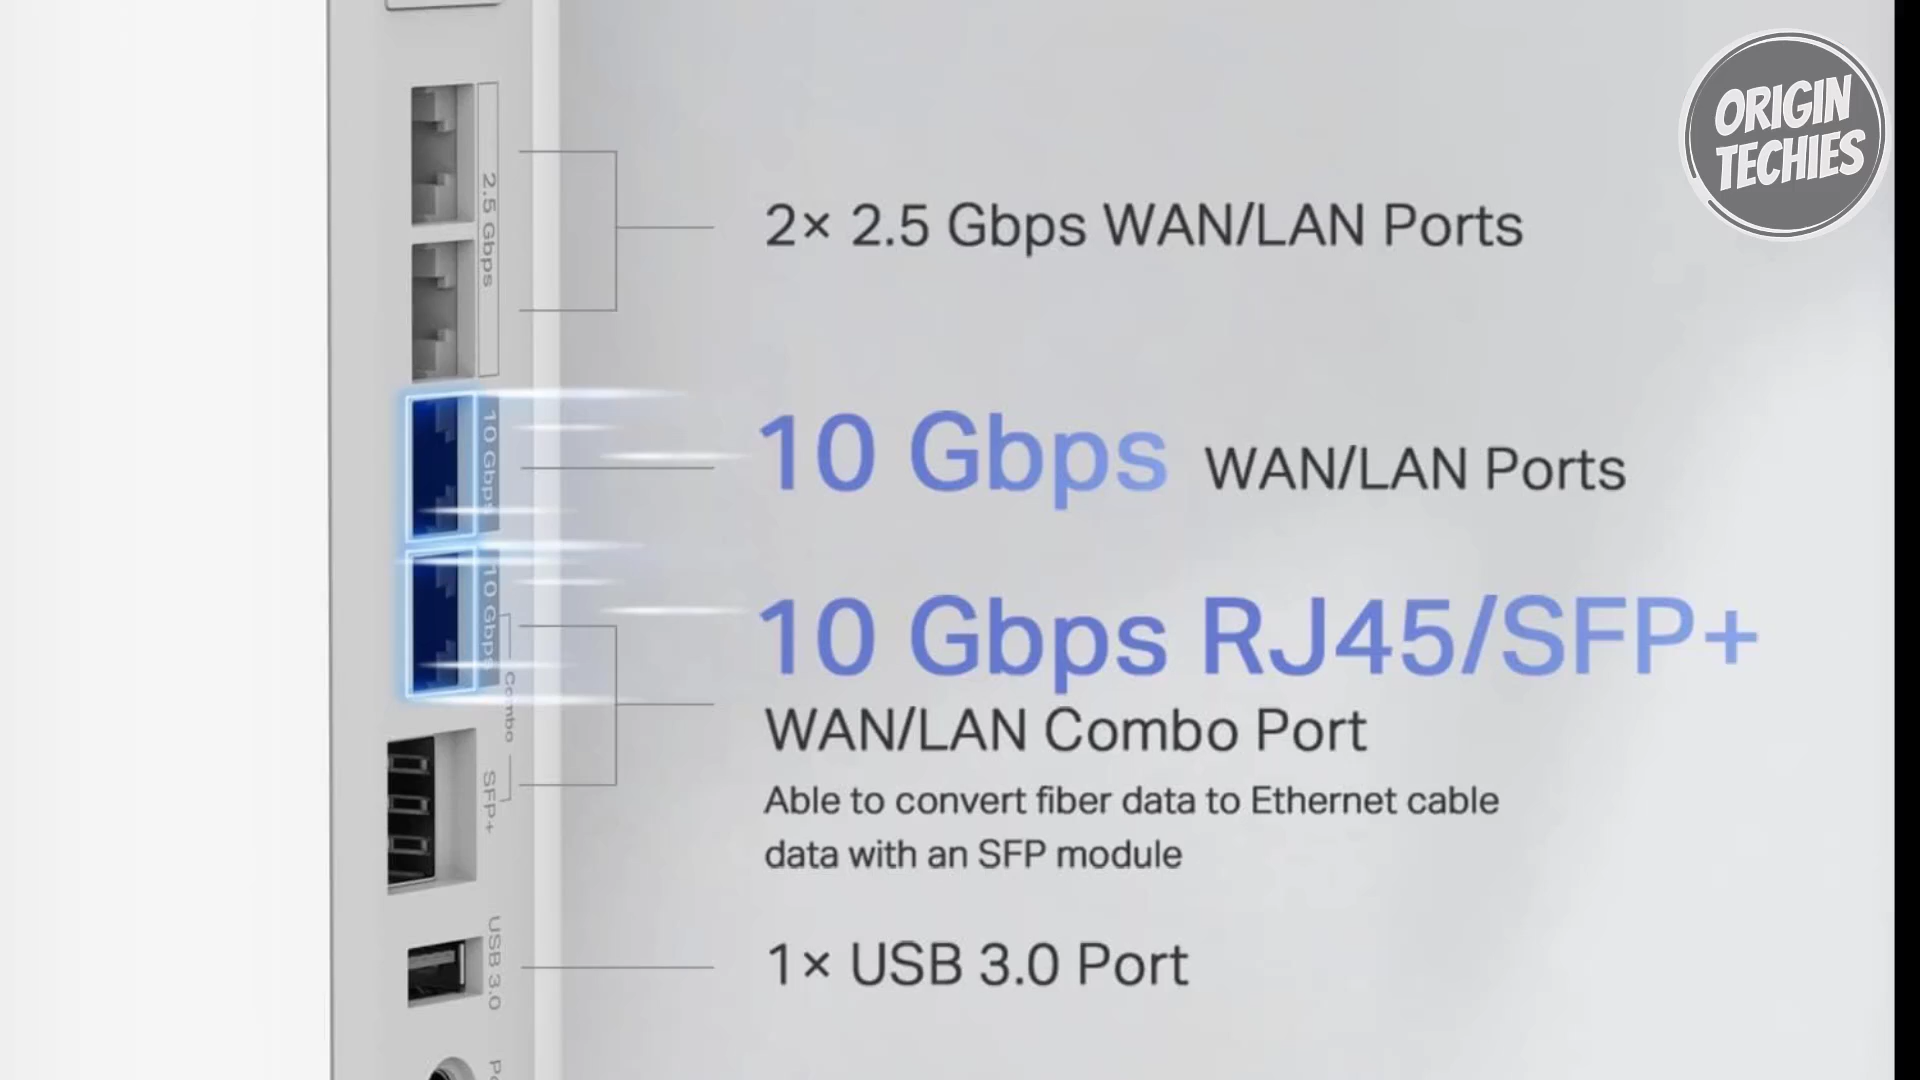 ORIGIN
TECHIES
2.5 Gbps
2× 2.5 Gbps WAN/LAN Ports
10 Gbps
10 Gbps WAN/LAN Ports
10 Gbps
10 Gbps RJ45/SFP+
Combo
WAN/LAN Combo Port
SFP+
Able to convert fiber data to Ethernet cable
data with an SFP module
USB 3.0
1× USB 3.0 Port